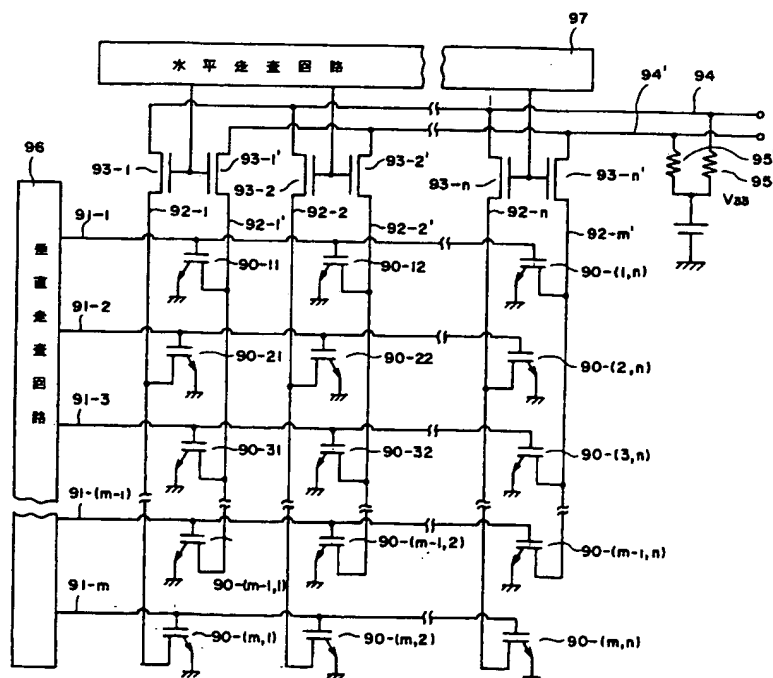 97
水平走査回路
94
94'
96
93-1
93-1'
93-2
93-2'
93-n
93-n'
95
95
V33
垂直走査回路
91-1
92-1
92-1'
92-2
92-2'
92-n
92-m'
90-11
90-12
90-(1,n)
91-2
90-21
90-22
90-(2,n)
91-3
90-31
90-32
90-(3,n)
91-(m-1)
90-(m-1,1)
90-(m-1,2)
90-(m-1,n)
91-m
90-(m,1)
90-(m,2)
90-(m,n)